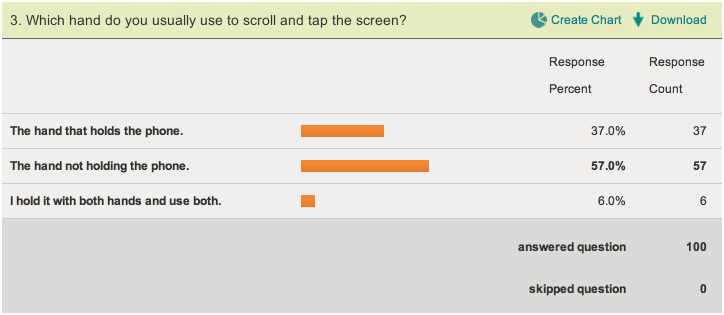 3. Which hand do you usually use to scroll and tap the screen? Create Chart Download
Response Response
Percent Count
The hand that holds the phone. 37.0% 37
The hand not holding the phone. 57.0% 57
I hold it with both hands and use both. 6.0% 6
answered question 100
skipped question 0